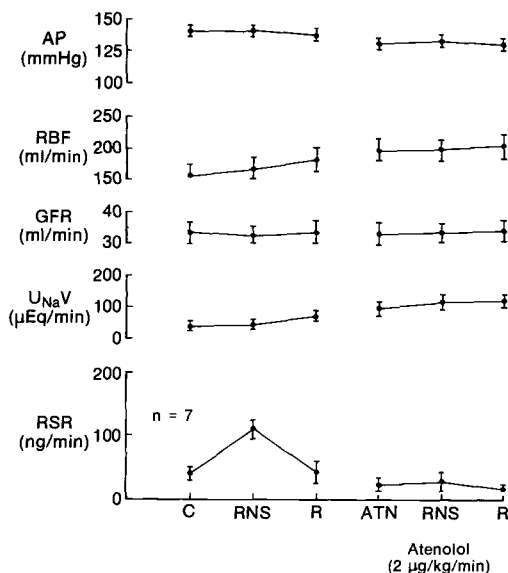 AP
(mmHg)
150
125
100
RBF
(ml/min)
250
200
150
GFR
(ml/min)
40
30
UNaV
(µEq/min)
200
100
0
RSR
(ng/min)
200
100
0
n = 7
C RNS R ATN RNS R
Atenolol
(2 µg/kg/min)